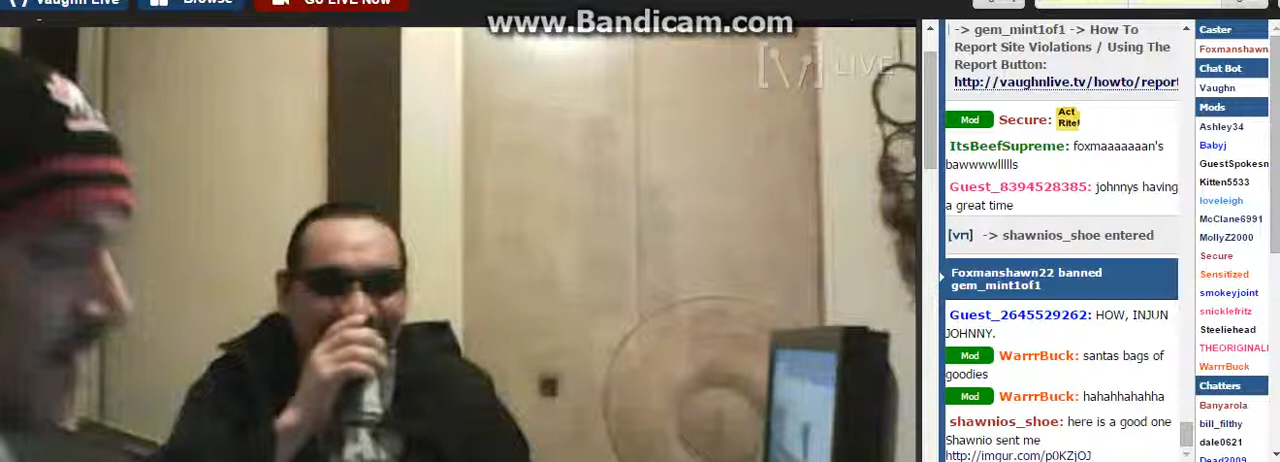 Vaughn Live
Browse
Go LIVE Now
www.Bandicam.com
[V] LIVE
-> gem_mint1of1 -> How To
Report Site Violations / Using The
Report Button:
http://vaughnlive.tv/howto/report
Mod Secure: Act
Rite!
ItsBeefSupreme: foxmaaaaaaan's
bawwwwlllllls
Guest_8394528385: johnnys having
a great time
[vn] -> shawnios_shoe entered
Foxmanshawn22 banned
gem_mint1of1
Guest_2645529262: HOW, INJUN
JOHNNY.
Mod WarrrBuck: santas bags of
goodies
Mod WarrrBuck: hahahhahahha
shawnios_shoe: here is a good one
Shawnio sent me
http://imgur.com/p0KZjOJ
Caster
Foxmanshawn
Chat Bot
Vaughn
Mods
Ashley34
Babyj
GuestSpokesn
Kitten5533
loveleigh
McClane6991
MollyZ2000
Secure
Sensitized
smokeyjoint
snicklefritz
Steeliehead
THEORIGINALI
WarrrBuck
Chatters
Banyarola
bill_filthy
dale0621
Dead2009